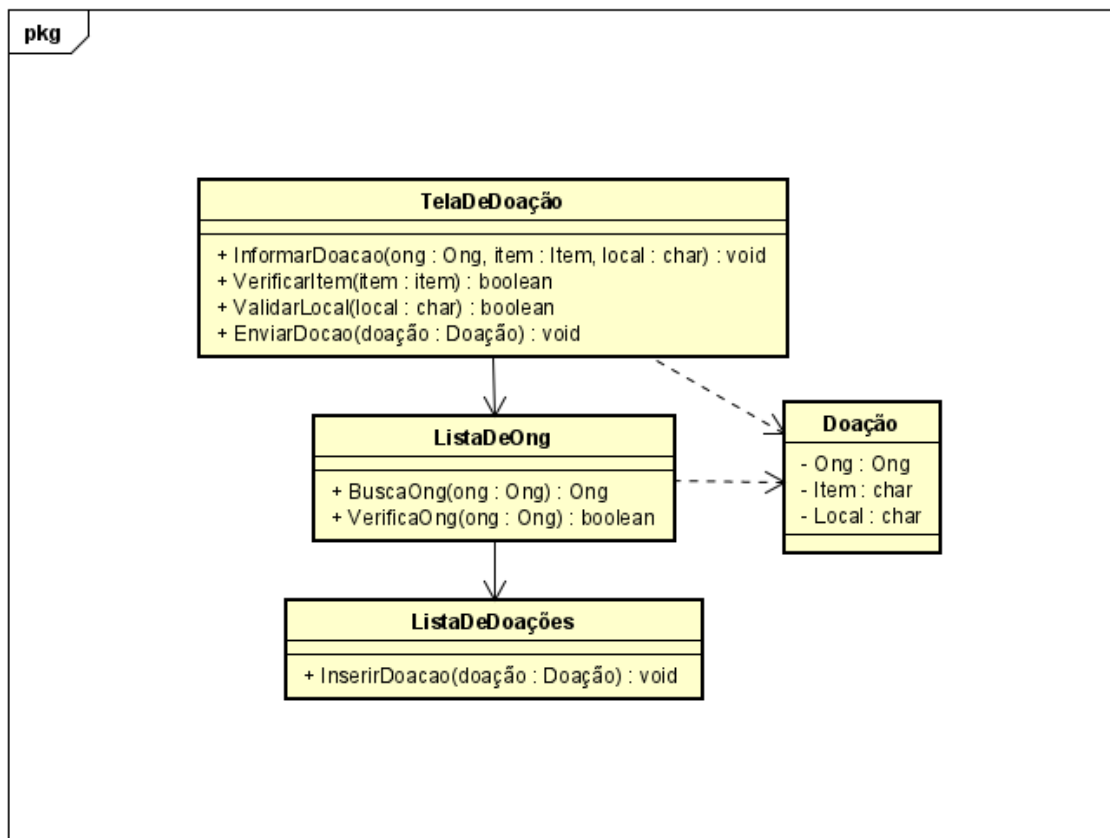 pkg
TelaDeDoação
+ InformarDoacao(ong : Ong, item : Item, local : char) : void
+ VerificarItem(item : item) : boolean
+ ValidarLocal(local : char) : boolean
+ EnviarDocao(doação : Doação) : void
ListaDeOng
+ BuscaOng(ong : Ong) : Ong
+ VerificaOng(ong : Ong) : boolean
Doação
- Ong : Ong
- Item : char
- Local : char
ListaDeDoações
+ InserirDoacao(doação : Doação) : void